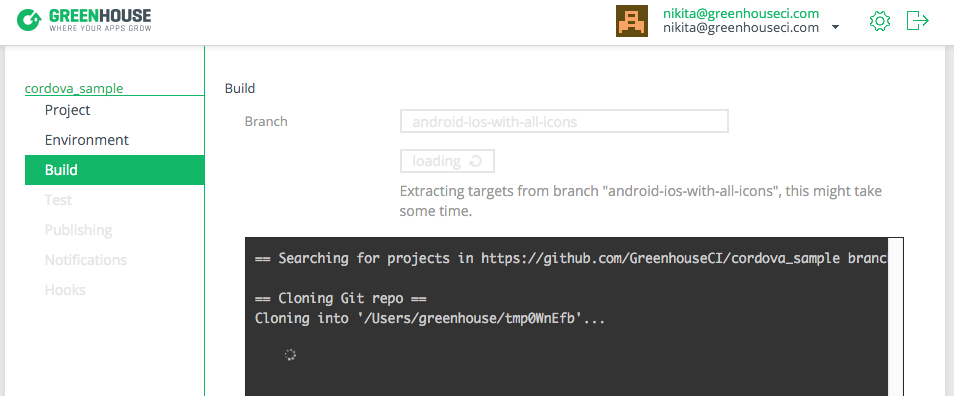 GREENHOUSE
WHERE YOUR APPS GROW
nikita@greenhouseci.com
nikita@greenhouseci.com
cordova_sample
Project
Environment
Build
Test
Publishing
Notifications
Hooks
Build
Branch
android-ios-with-all-icons
loading
Extracting targets from branch "android-ios-with-all-icons", this might take
some time.
== Searching for projects in https://github.com/GreenhouseCI/cordova_sample branc
== Cloning Git repo ==
Cloning into '/Users/greenhouse/tmp0WnEfb'...